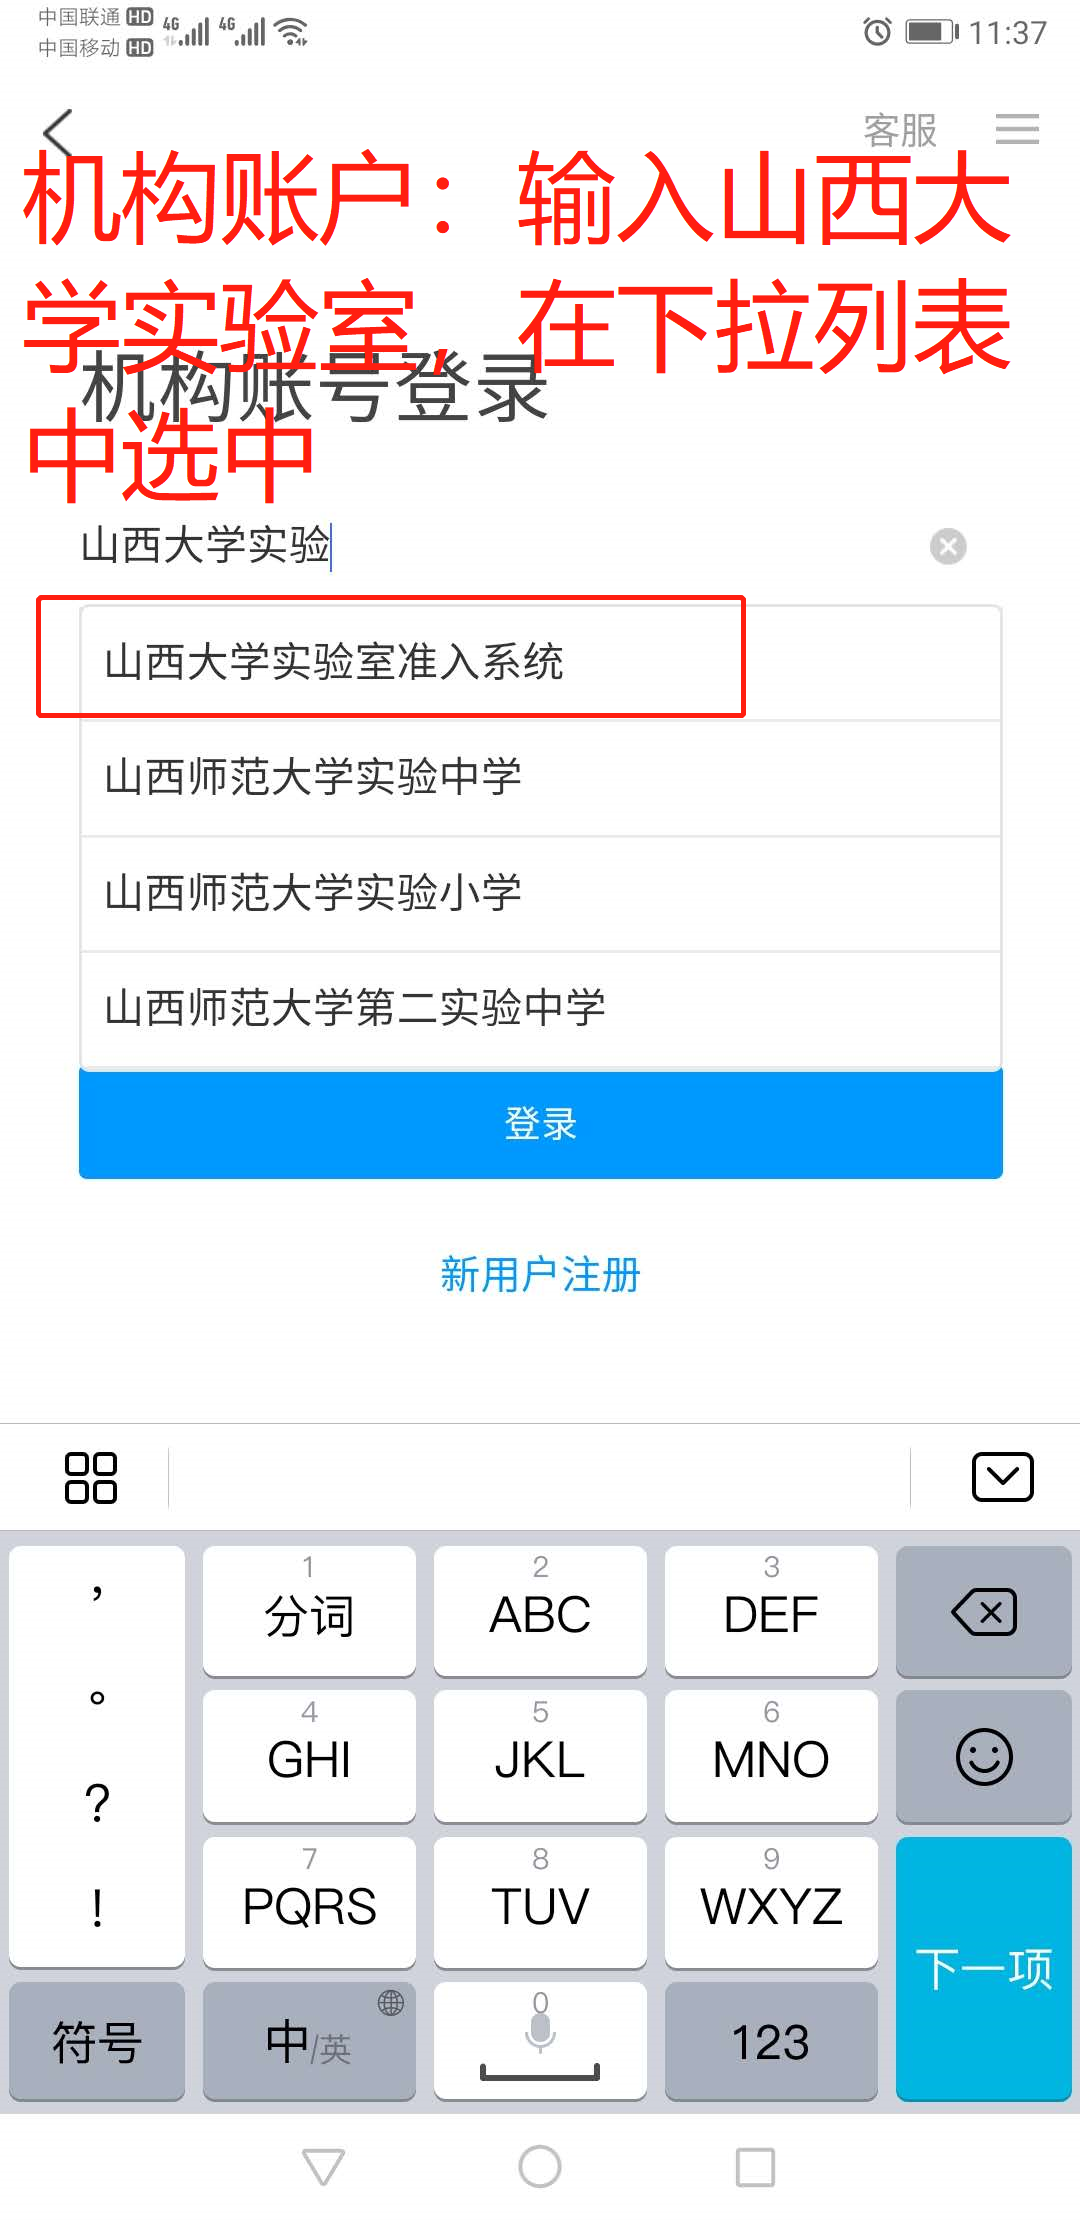 中国联通 HD 4G 4G 11:37
中国移动 HD
客服
机构账户：输入山西大
学实验室，在下拉列表
机构账号登录
中选中
山西大学实验
山西大学实验室准入系统
山西师范大学实验中学
山西师范大学实验小学
山西师范大学第二实验中学
登录
新用户注册
，
。
?
!
1
分词
2
ABC
3
DEF
4
GHI
5
JKL
6
MNO
7
PQRS
8
TUV
9
WXYZ
下一项
符号
中/英
0
123